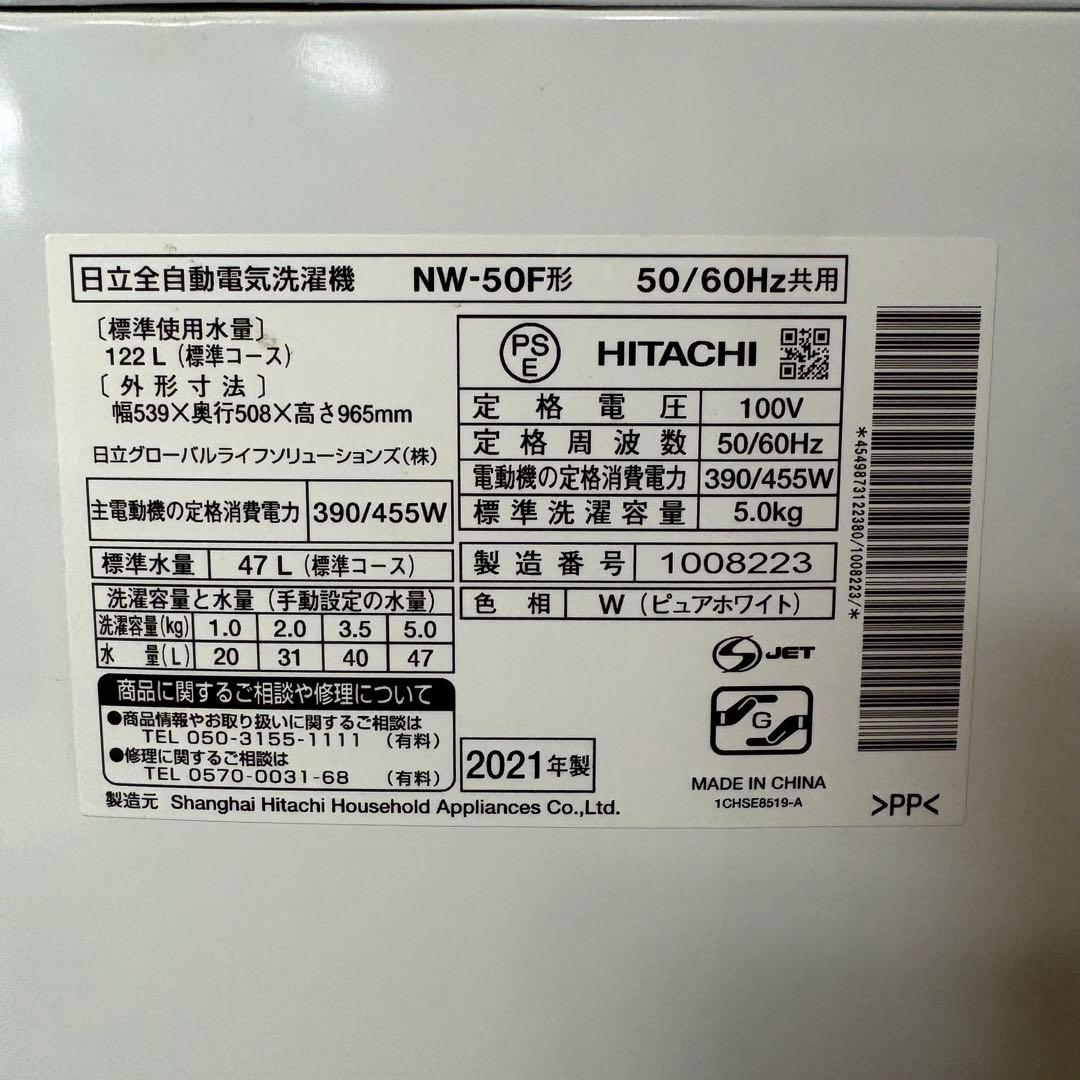 日立全自動電気洗濯機 NW-50F形 50/60Hz共用
〔標準使用水量〕
122 L (標準コース)
〔外形寸法〕
幅539×奥行508×高さ965mm
日立グローバルライフソリューションズ(株)
主電動機の定格消費電力 390/455W
標準水量 47 L (標準コース)
洗濯容量と水量 (手動設定の水量)
洗濯容量(kg) 1.0 2.0 3.5 5.0
水量(L) 20 31 40 47
商品に関するご相談や修理について
●商品情報やお取り扱いに関するご相談は
TEL 050-3155-1111 (有料)
●修理に関するご相談は
TEL 0570-0031-68 (有料)
製造元 Shanghai Hitachi Household Appliances Co.,Ltd.
PSE HITACHI
定格電圧 100V
定格周波数 50/60Hz
電動機の定格消費電力 390/455W
標準洗濯容量 5.0kg
製造番号 1008223
色相 W (ピュアホワイト)
S JET
G
2021年製
MADE IN CHINA
1CHSE8519-A
>PP<
*4549873122380/1008223/*